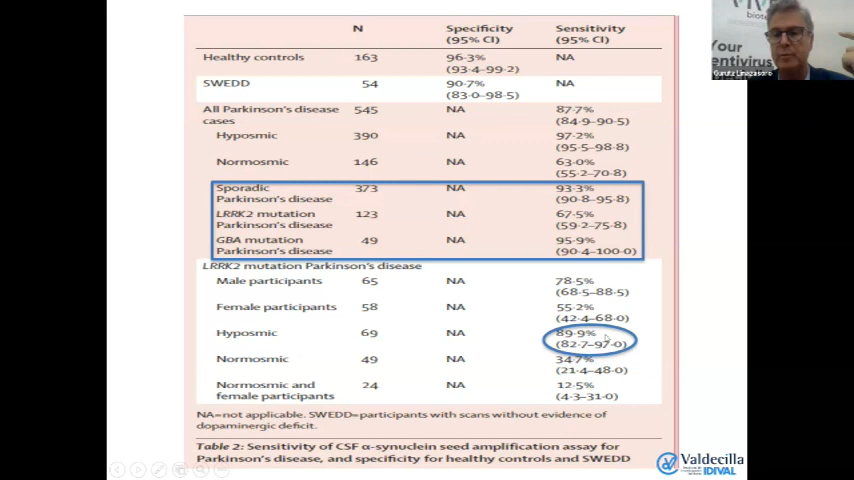 N Specificity Sensitivity
(95% CI) (95% CI)
Healthy controls 163 96·3% NA
(93·4–99·2)
SWEDD 54 90·7% NA
(83·0–98·5)
All Parkinson's disease 545 NA 87·7%
cases (84·9–90·5)
Hyposmic 390 NA 97·2%
(95·5–98·8)
Normosmic 146 NA 63·0%
(55·2–70·8)
Sporadic 373 NA 93·3%
Parkinson's disease (90·8–95·8)
LRRK2 mutation 123 NA 67·5%
Parkinson's disease (59·2–75·8)
GBA mutation 49 NA 95·9%
Parkinson's disease (90·4–100·0)
LRRK2 mutation Parkinson's disease
Male participants 65 NA 78·5%
(68·5–88·5)
Female participants 58 NA 55·2%
(42·4–68·0)
Hyposmic 69 NA 89·9%
(82·7–97·0)
Normosmic 49 NA 34·7%
(21·4–48·0)
Normosmic and 24 NA 12·5%
female participants (4·3–31·0)
NA=not applicable. SWEDD=participants with scans without evidence of
dopaminergic deficit.
Table 2: Sensitivity of CSF α-synuclein seed amplification assay for
Parkinson's disease, and specificity for healthy controls and SWEDD
Your
Gurutz Linazasoro
Valdecilla
IDIVAL